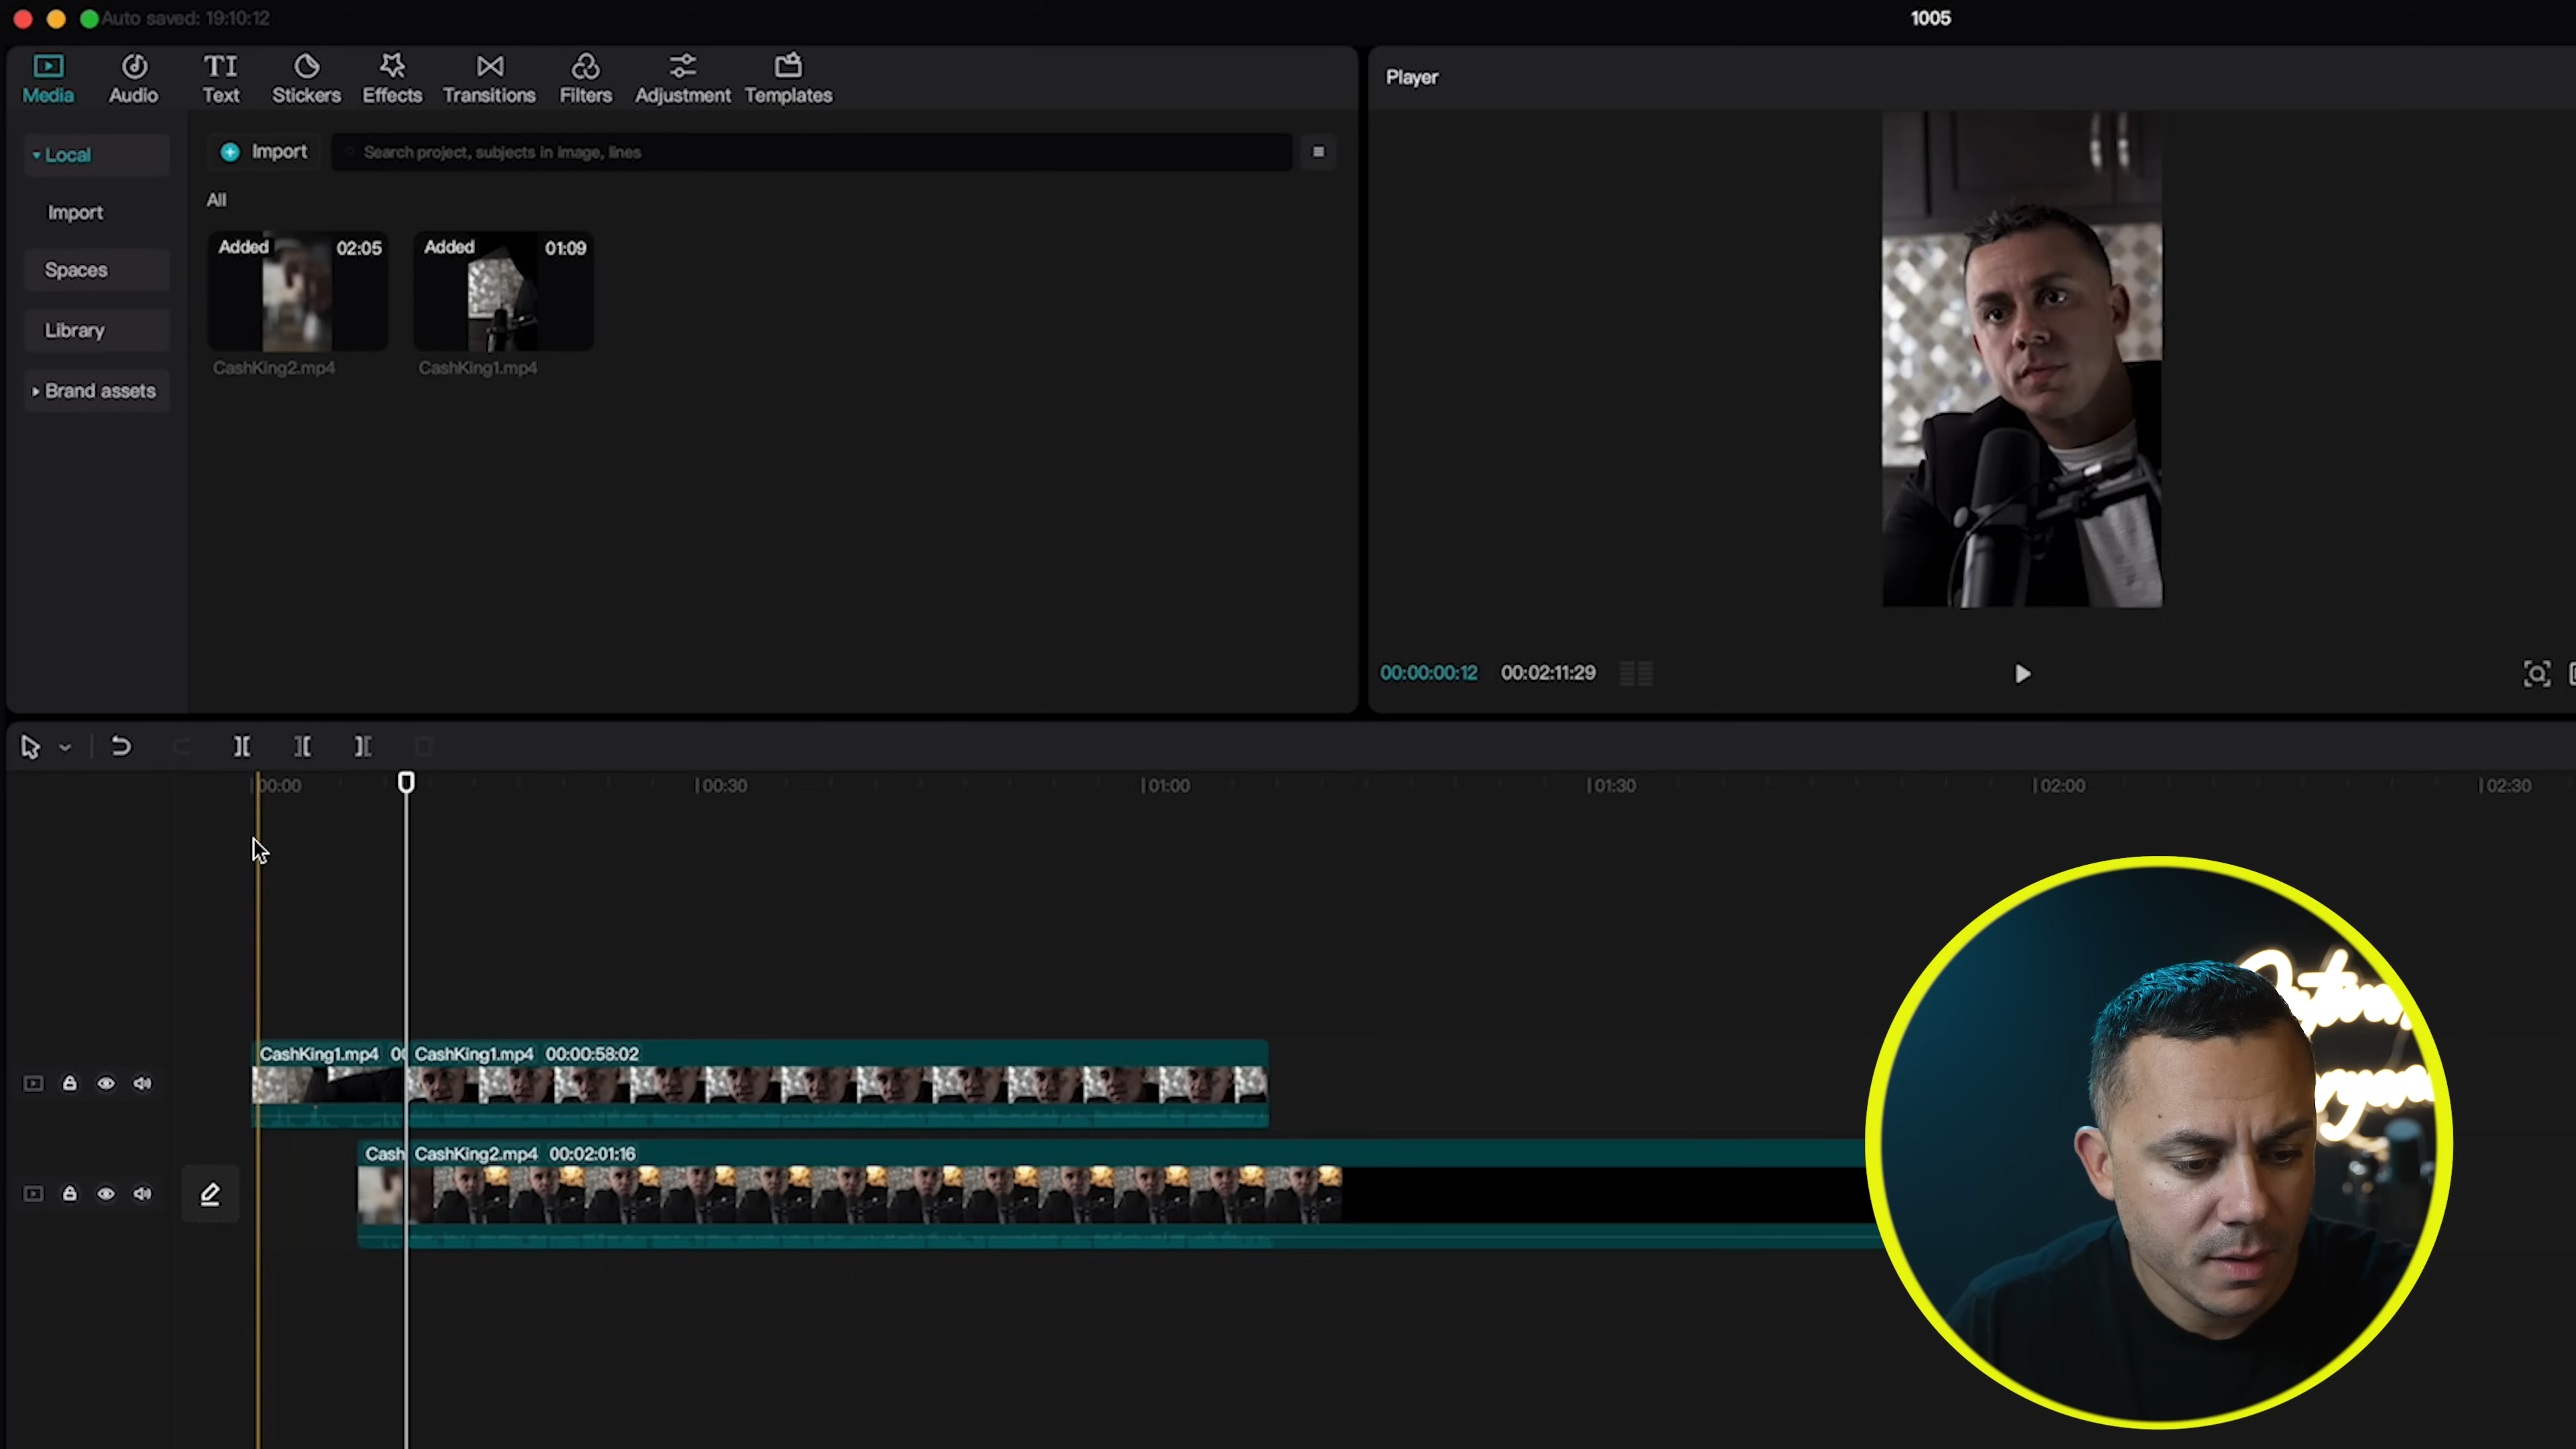 Auto saved: 19:10:12
1005
Media
Audio
TI
Text
Stickers
Effects
Transitions
Filters
Adjustment
Templates
Player
Local
Import
Spaces
Library
Brand assets
Import
Search project, subjects in image, lines
All
Added 02:05
Added 01:09
CashKing2.mp4
CashKing1.mp4
00:00:00:12 00:02:11:29
00:00
00:30
01:00
01:30
02:00
02:30
CashKing1.mp4 00
CashKing1.mp4 00:00:58:02
Cash
CashKing2.mp4 00:02:01:16